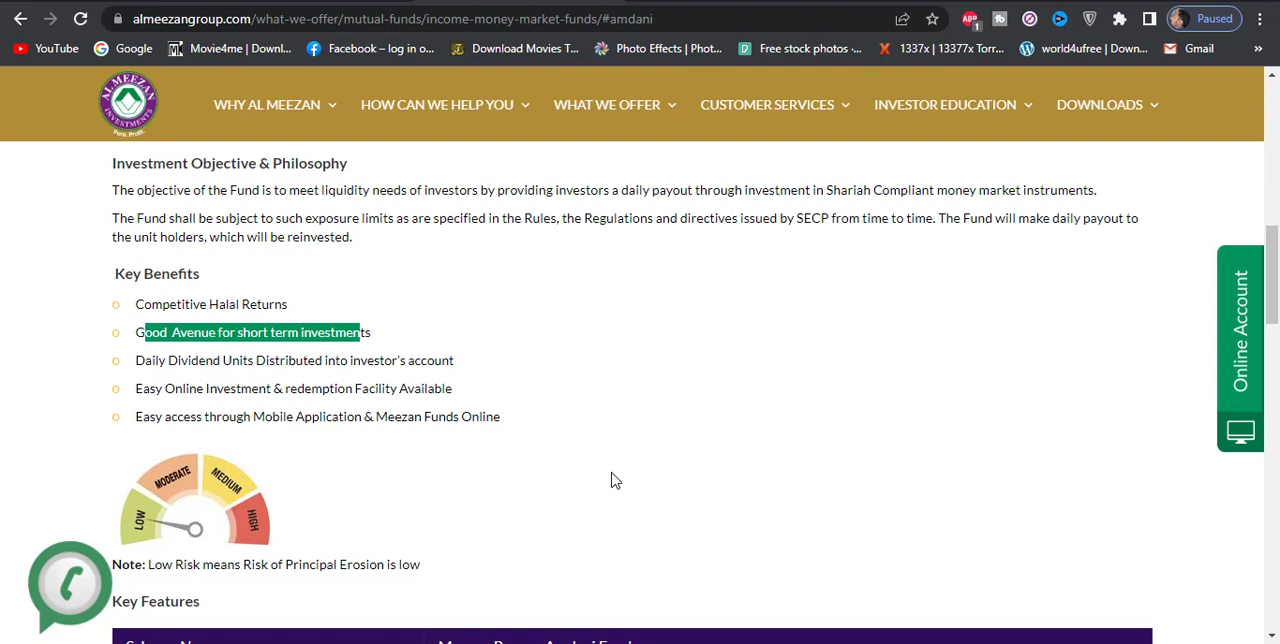 almeezangroup.com/what-we-offer/mutual-funds/income-money-market-funds/#amdani
1
Paused
YouTube
Google
Movie4me | Downl...
Facebook – log in o...
Download Movies T...
Photo Effects | Phot...
Free stock photos ·...
1337x | 13377x Torr...
world4ufree | Down...
Gmail
»
AL MEEZAN
INVESTMENTS
Pure. Profit.
WHY AL MEEZAN
HOW CAN WE HELP YOU
WHAT WE OFFER
CUSTOMER SERVICES
INVESTOR EDUCATION
DOWNLOADS
Investment Objective & Philosophy
The objective of the Fund is to meet liquidity needs of investors by providing investors a daily payout through investment in Shariah Compliant money market instruments.
The Fund shall be subject to such exposure limits as are specified in the Rules, the Regulations and directives issued by SECP from time to time. The Fund will make daily payout to
the unit holders, which will be reinvested.
Key Benefits
o Competitive Halal Returns
o Good Avenue for short term investments
o Daily Dividend Units Distributed into investor's account
o Easy Online Investment & redemption Facility Available
o Easy access through Mobile Application & Meezan Funds Online
Online Account
LOW
MODERATE
MEDIUM
HIGH
Note: Low Risk means Risk of Principal Erosion is low
Key Features